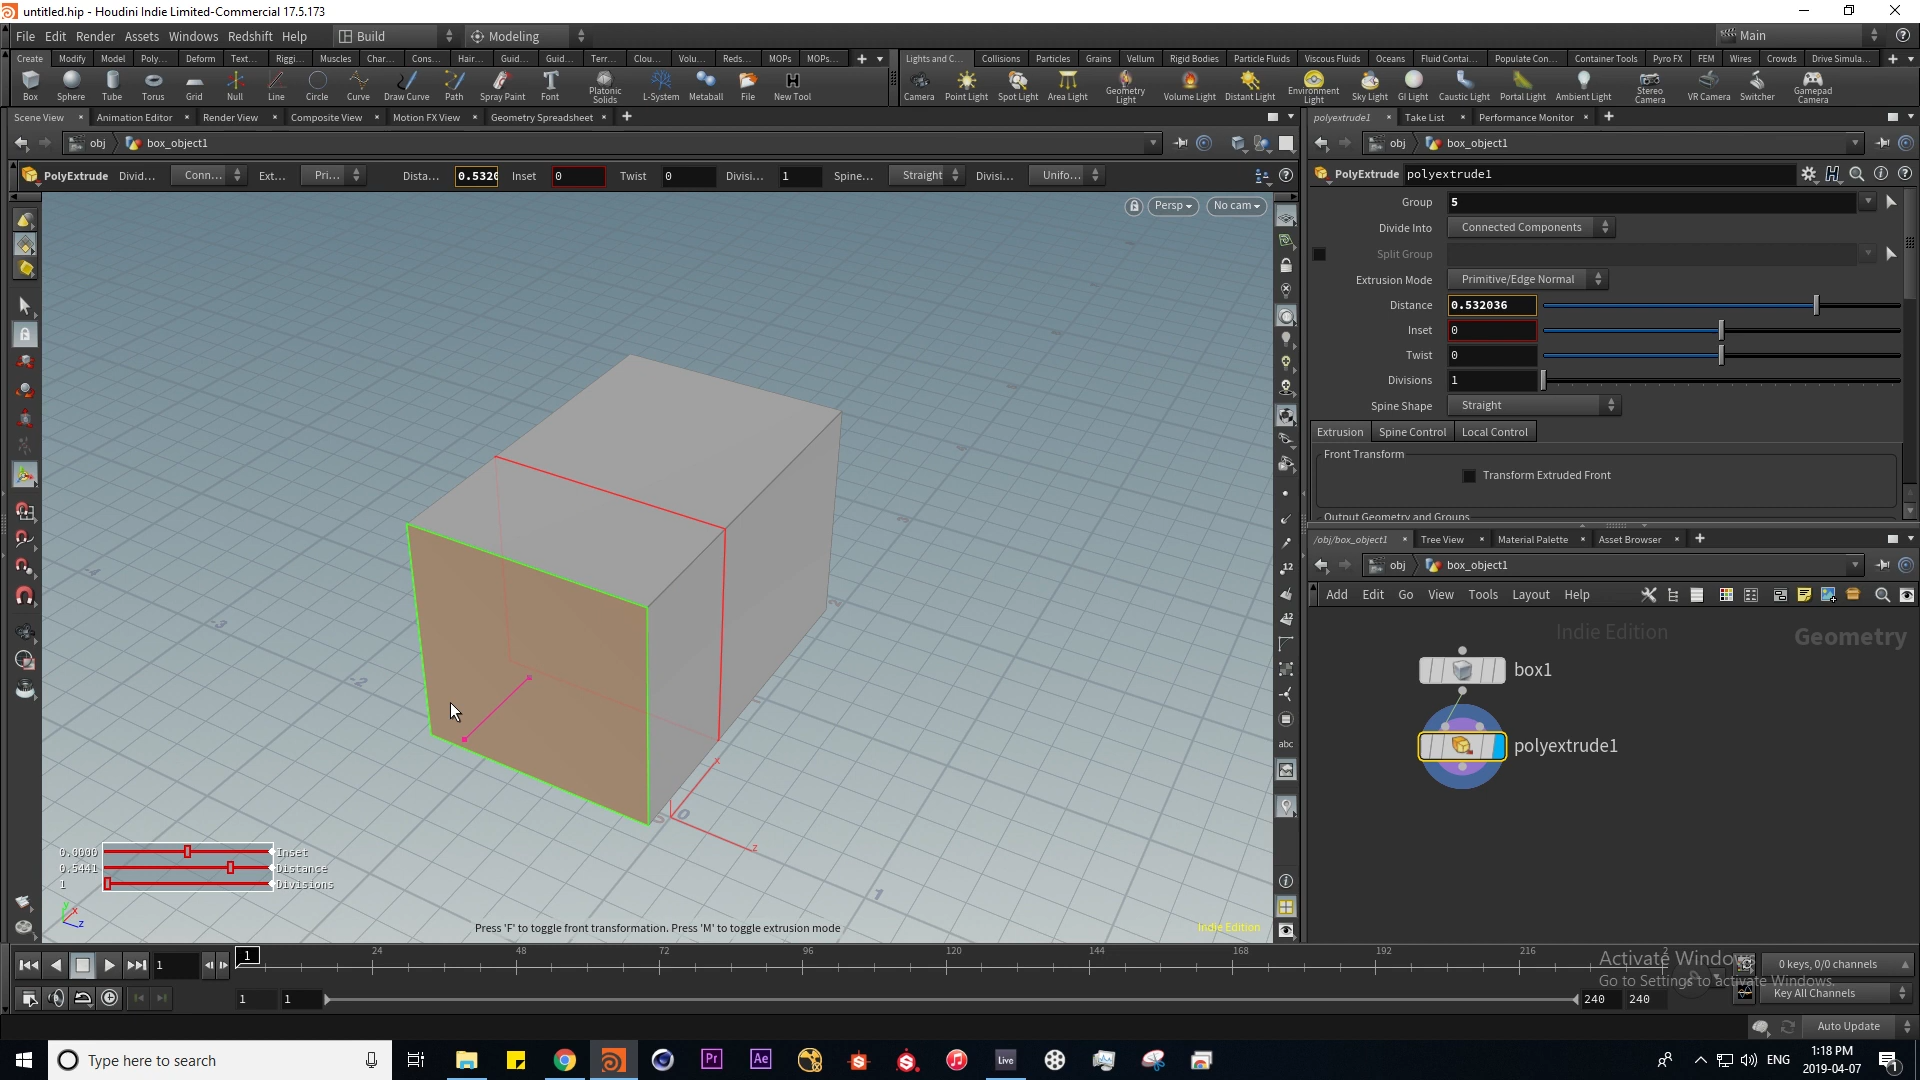 untitled.hip - Houdini Indie Limited-Commercial 17.5.173
File Edit Render Assets Windows Redshift Help Build Modeling Main
Create Modify Model Poly... Deform Text... Riggi... Muscles Char... Cons... Hair... Guid... Guid... Terr... Clou... Volu... Reds... MOPs MOPs...
Lights and C... Collisions Particles Grains Vellum Rigid Bodies Particle Fluids Viscous Fluids Oceans Fluid Contai... Populate Con... Container Tools Pyro FX FEM Wires Crowds Drive Simula...
Box Sphere Tube Torus Grid Null Line Circle Curve Draw Curve Path Spray Paint Font Platonic Solids L-System Metaball File New Tool
Camera Point Light Spot Light Area Light Geometry Light Volume Light Distant Light Environment Light Sky Light GI Light Caustic Light Portal Light Ambient Light Stereo Camera VR Camera Switcher Gamepad Camera
Scene View Animation Editor Render View Composite View Motion FX View Geometry Spreadsheet
polyextrude1 Take List Performance Monitor
obj box_object1
obj box_object1
PolyExtrude Divid... Conn... Ext... Pri... Dista... 0.5320 Inset 0 Twist 0 Divisi... 1 Spine... Straight Divisi... Unifo...
PolyExtrude polyextrude1
Persp No cam
Group 5
Divide Into Connected Components
Split Group
Extrusion Mode Primitive/Edge Normal
Distance 0.532036
Inset 0
Twist 0
Divisions 1
Spine Shape Straight
Extrusion Spine Control Local Control
Front Transform
Transform Extruded Front
Output Geometry and Groups
/obj/box_object1 Tree View Material Palette Asset Browser
obj box_object1
Add Edit Go View Tools Layout Help
Indie Edition Geometry
box1
polyextrude1
x
z
0.0000 Inset
0.5441 Distance
1 Divisions
y
x
z
Press 'F' to toggle front transformation. Press 'M' to toggle extrusion mode
Indie Edition
abc
1 1 24 48 72 96 120 144 168 192 216 2
Activate Windows
Go to Settings to activate Windows.
0 keys, 0/0 channels
1 1 240 240
Key All Channels
Auto Update
Type here to search
Pr Ae Live
ENG
1:18 PM
2019-04-07
1